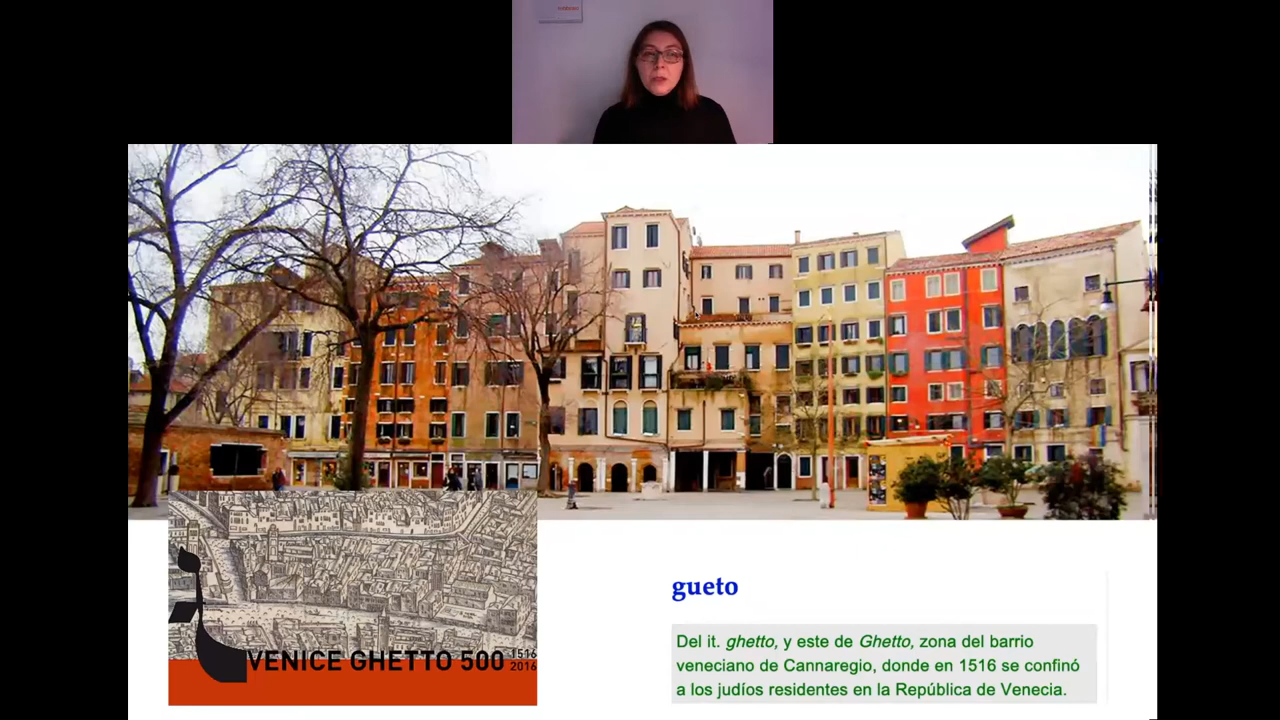 VENICE GHETTO 500
1516
2016
gueto
Del it. ghetto, y este de Ghetto, zona del barrio
veneciano de Cannaregio, donde en 1516 se confinó
a los judíos residentes en la República de Venecia.